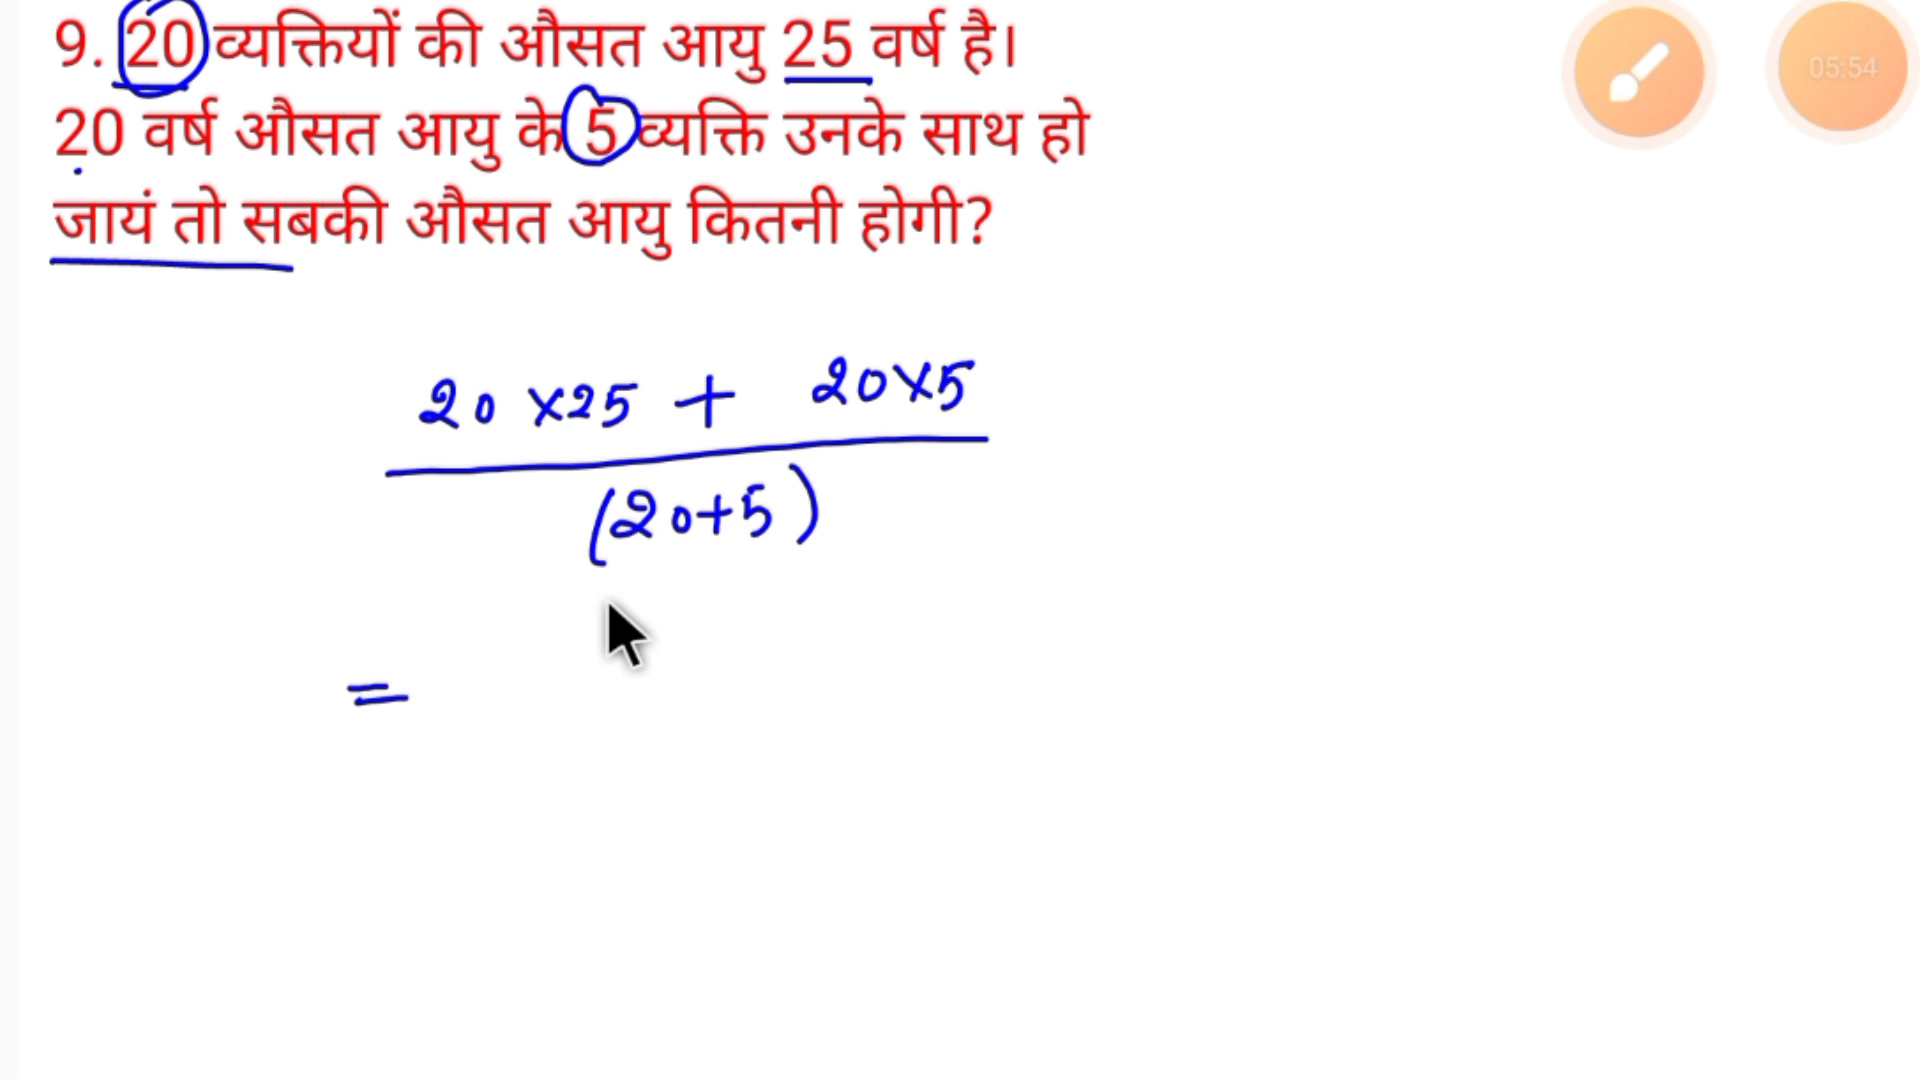 9. 20 व्यक्तियों की औसत आयु 25 वर्ष है।
20 वर्ष औसत आयु के 5 व्यक्ति उनके साथ हो
जायं तो सबकी औसत आयु कितनी होगी?
20 ×25 + 20×5
(20+5)
=
05:54